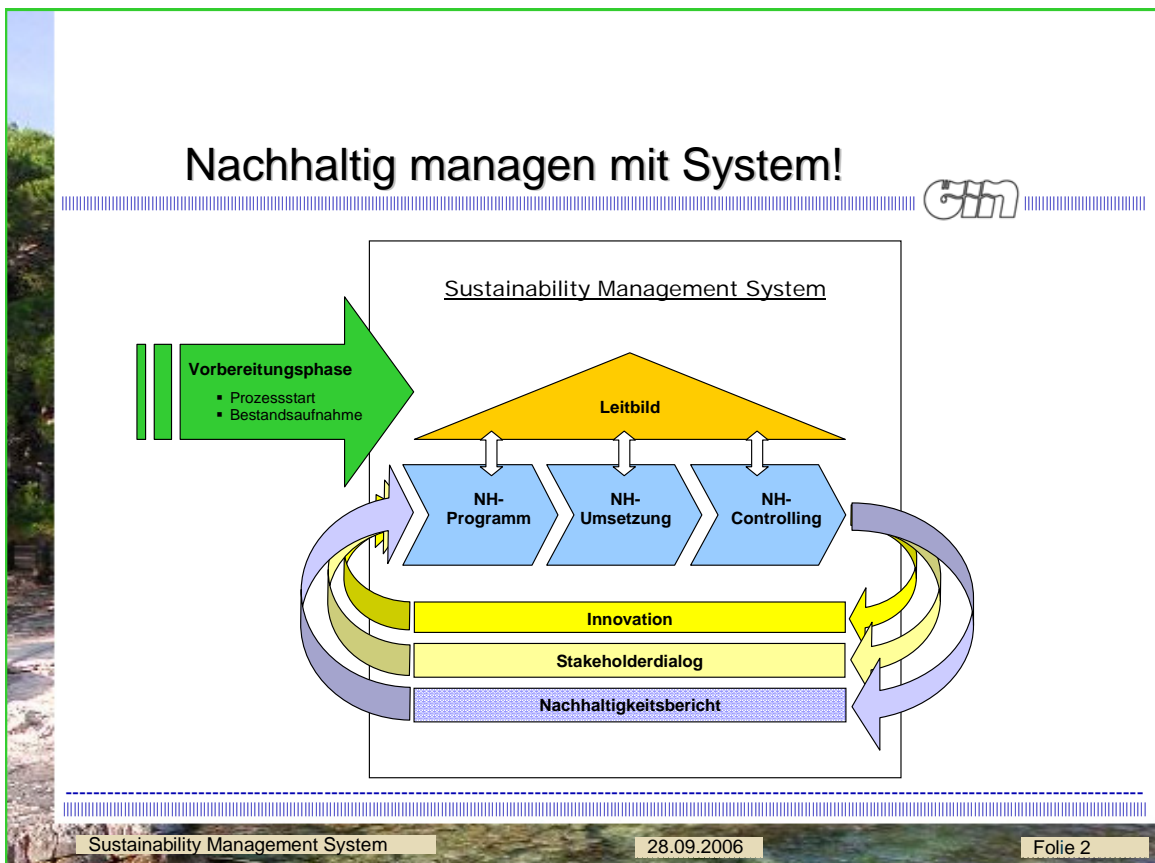 Nachhaltig managen mit System!
Sustainability Management System
Vorbereitungsphase
▪ Prozessstart
▪ Bestandsaufnahme
Leitbild
NH-
Programm
NH-
Umsetzung
NH-
Controlling
Innovation
Stakeholderdialog
Nachhaltigkeitsbericht
Sustainability Management System
28.09.2006
Folie 2